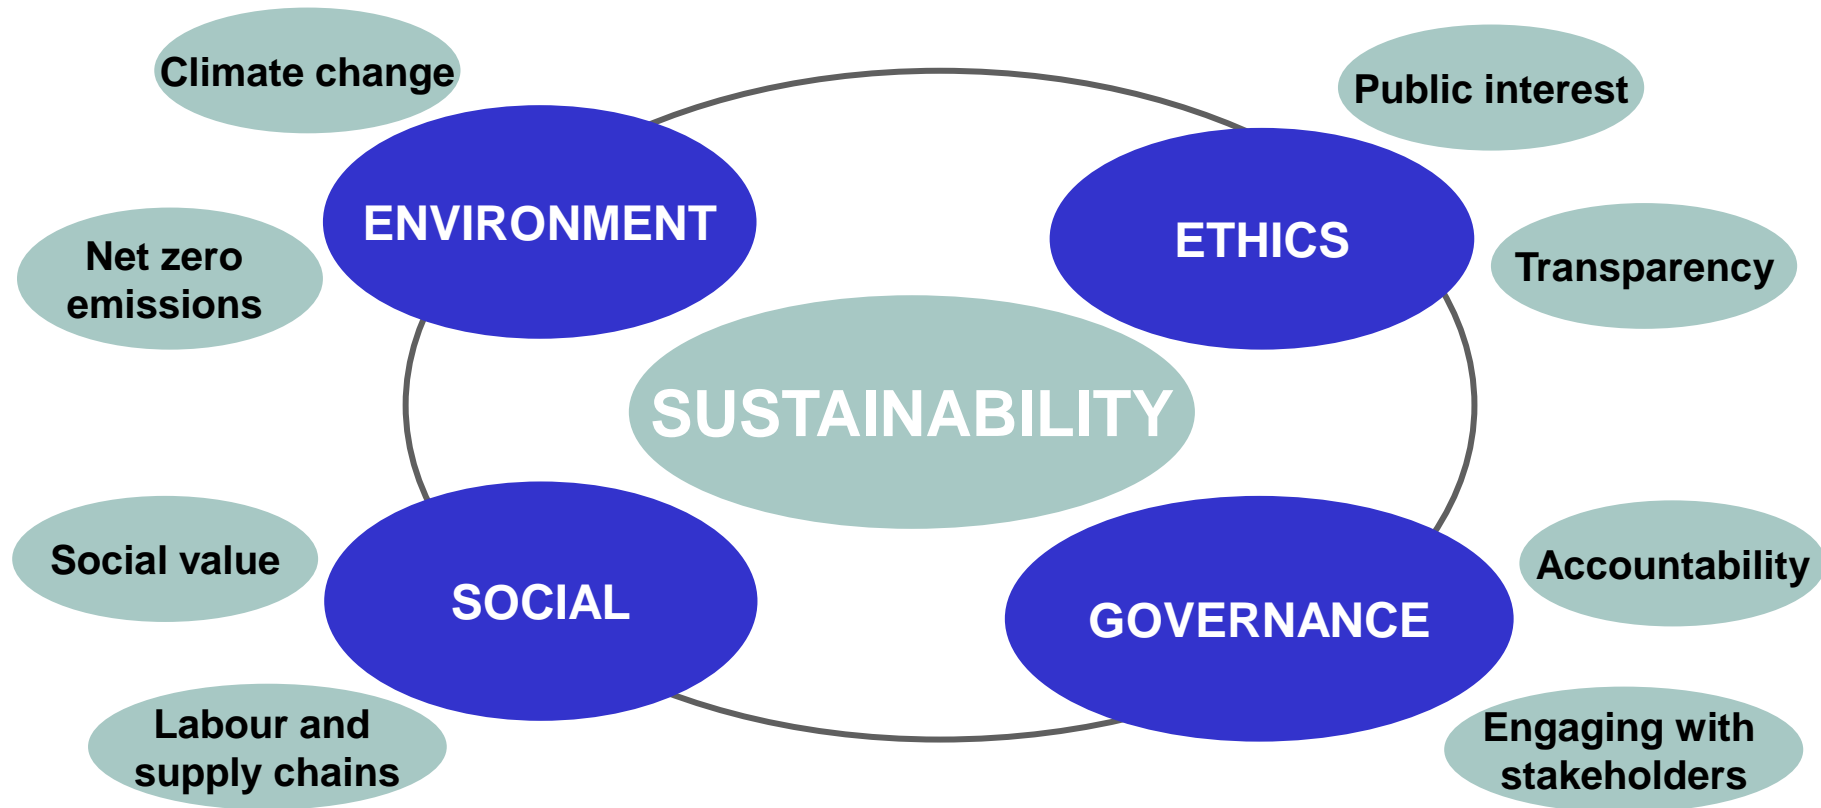 Climate change
Public interest
ENVIRONMENT
ETHICS
Net zero
emissions
Transparency
SUSTAINABILITY
Social value
Accountability
SOCIAL
GOVERNANCE
Labour and
supply chains
Engaging with
stakeholders